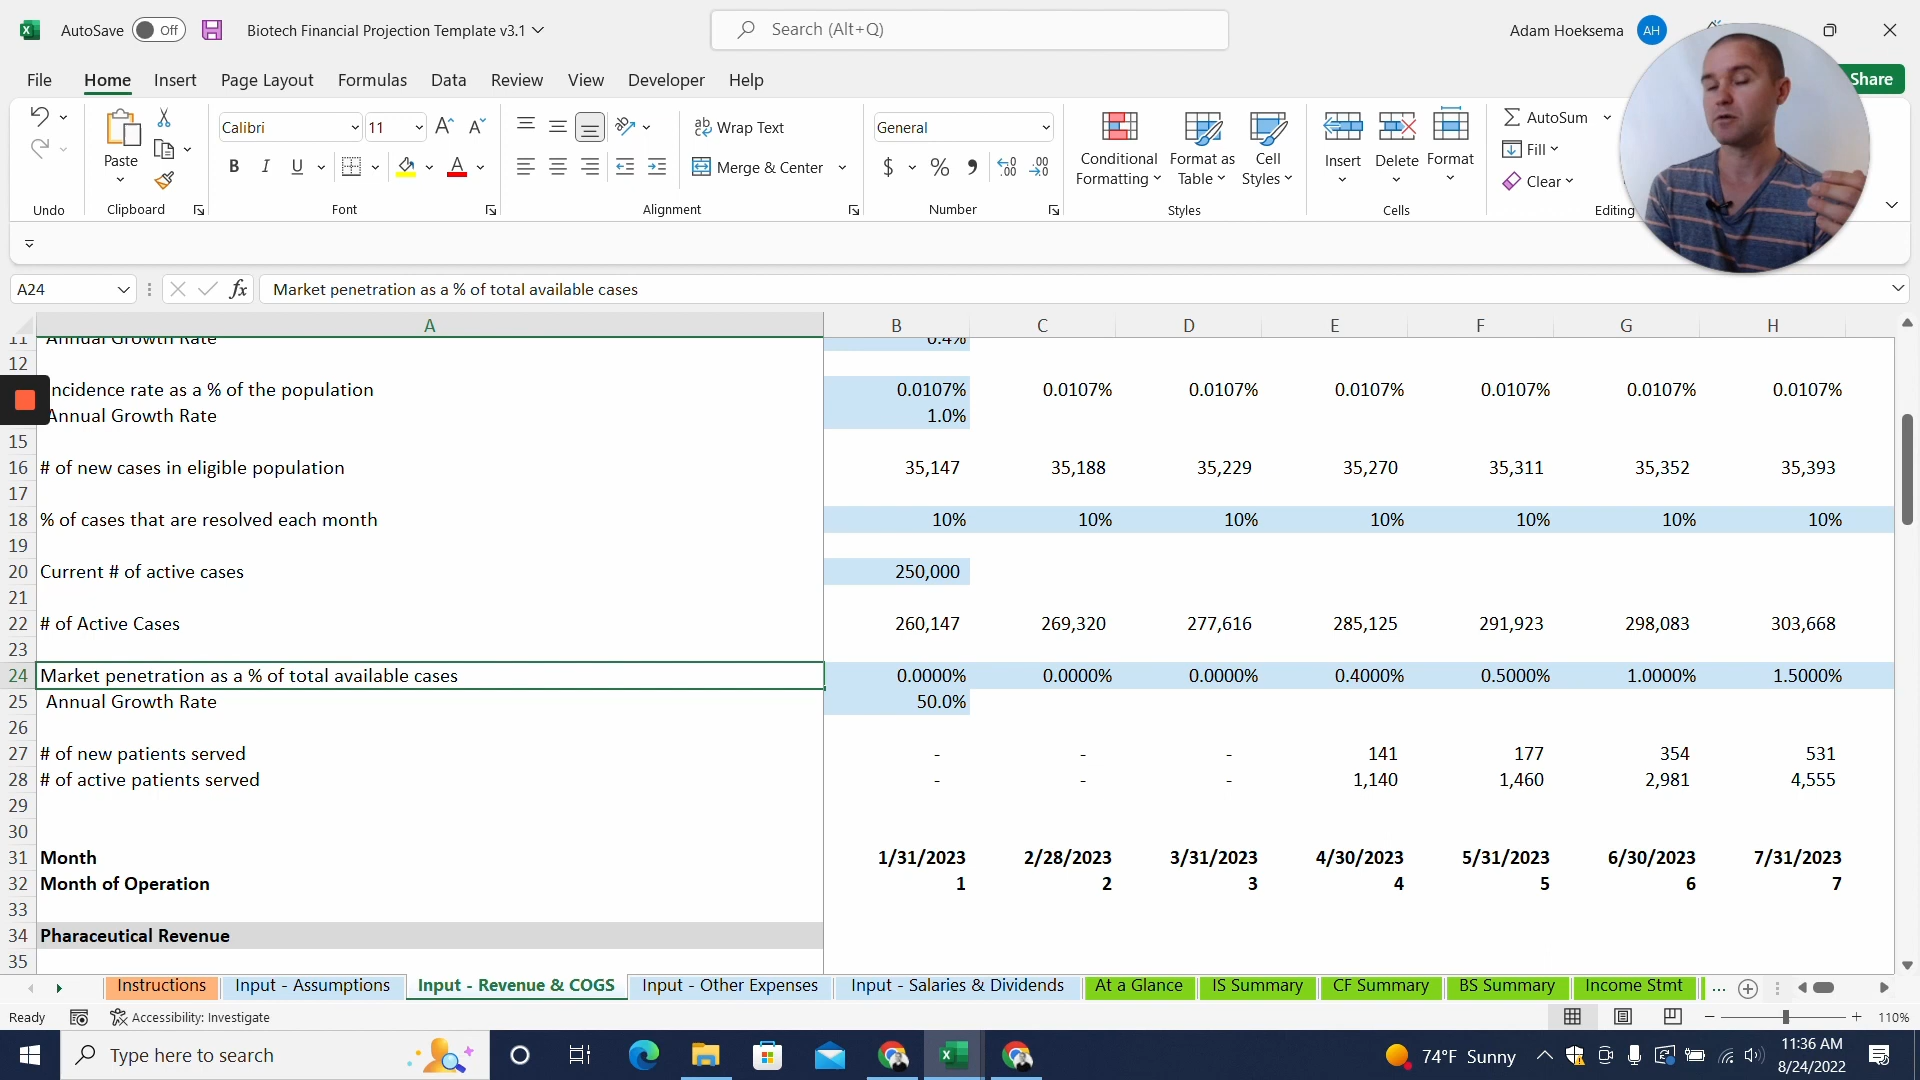 AutoSave Off Biotech Financial Projection Template v3.1 Search (Alt+Q) Adam Hoeksema AH
File Home Insert Page Layout Formulas Data Review View Developer Help Share
Calibri 11 Wrap Text General AutoSum
Paste Conditional Format as Cell Insert Delete Format Fill
B I U A Merge & Center $ % Formatting Table Styles Clear
Undo Clipboard Font Alignment Number Styles Cells Editing
A24 fx Market penetration as a % of total available cases
A B C D E F G H
11 Annual Growth Rate 0.4%
12
ncidence rate as a % of the population 0.0107% 0.0107% 0.0107% 0.0107% 0.0107% 0.0107% 0.0107%
Annual Growth Rate 1.0%
15
16 # of new cases in eligible population 35,147 35,188 35,229 35,270 35,311 35,352 35,393
17
18 % of cases that are resolved each month 10% 10% 10% 10% 10% 10% 10%
19
20 Current # of active cases 250,000
21
22 # of Active Cases 260,147 269,320 277,616 285,125 291,923 298,083 303,668
23
24 Market penetration as a % of total available cases 0.0000% 0.0000% 0.0000% 0.4000% 0.5000% 1.0000% 1.5000%
25 Annual Growth Rate 50.0%
26
27 # of new patients served - - - 141 177 354 531
28 # of active patients served - - - 1,140 1,460 2,981 4,555
29
30
31 Month 1/31/2023 2/28/2023 3/31/2023 4/30/2023 5/31/2023 6/30/2023 7/31/2023
32 Month of Operation 1 2 3 4 5 6 7
33
34 Pharaceutical Revenue
35
Instructions Input - Assumptions Input - Revenue & COGS Input - Other Expenses Input - Salaries & Dividends At a Glance IS Summary CF Summary BS Summary Income Stmt ...
Ready Accessibility: Investigate 110%
Type here to search 74°F Sunny 11:36 AM
8/24/2022